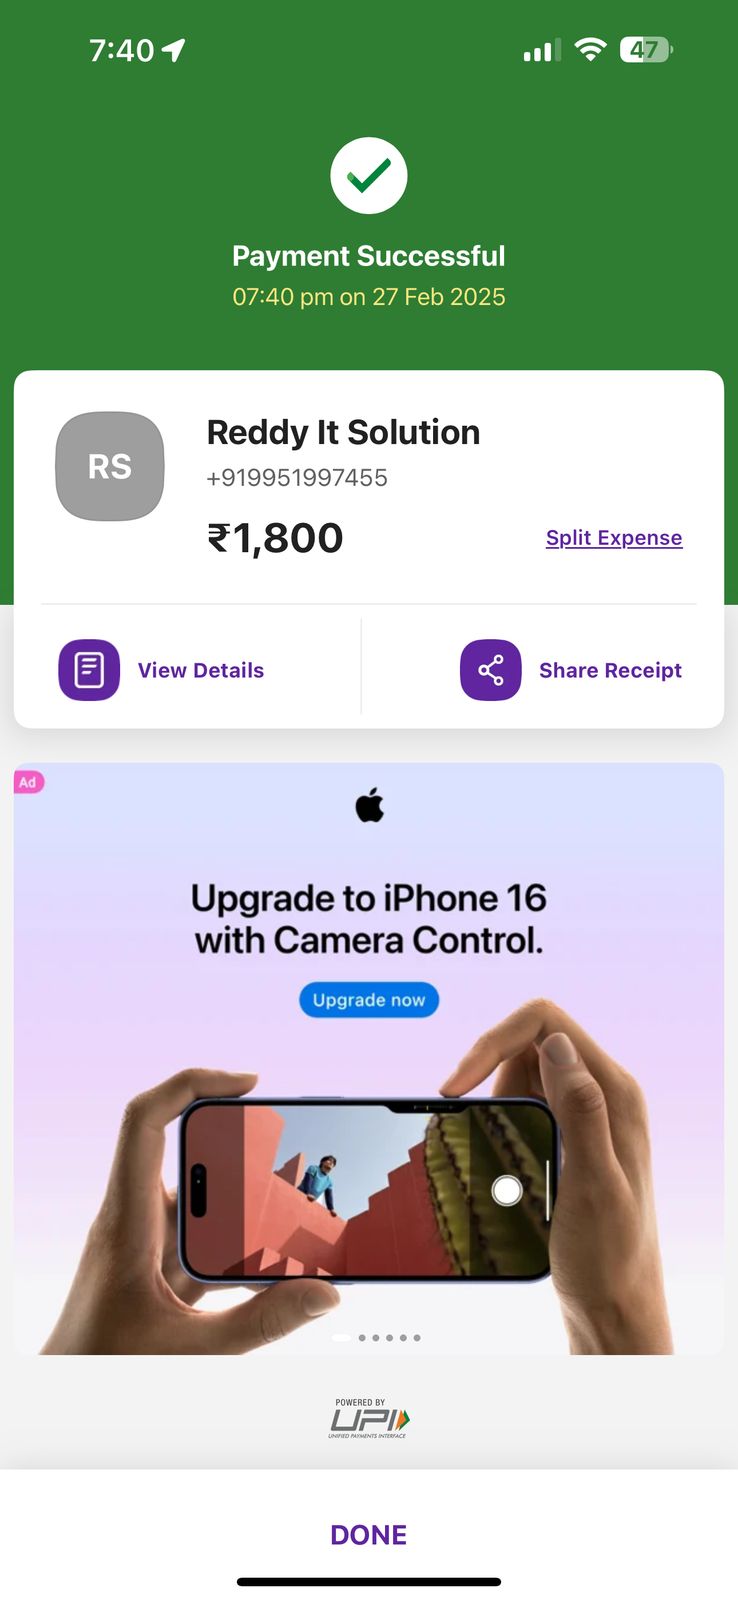 7:40
47
Payment Successful
07:40 pm on 27 Feb 2025
RS
Reddy It Solution
+919951997455
₹1,800
Split Expense
View Details
Share Receipt
Ad
Upgrade to iPhone 16
with Camera Control.
Upgrade now
POWERED BY
UPI
UNIFIED PAYMENTS INTERFACE
DONE